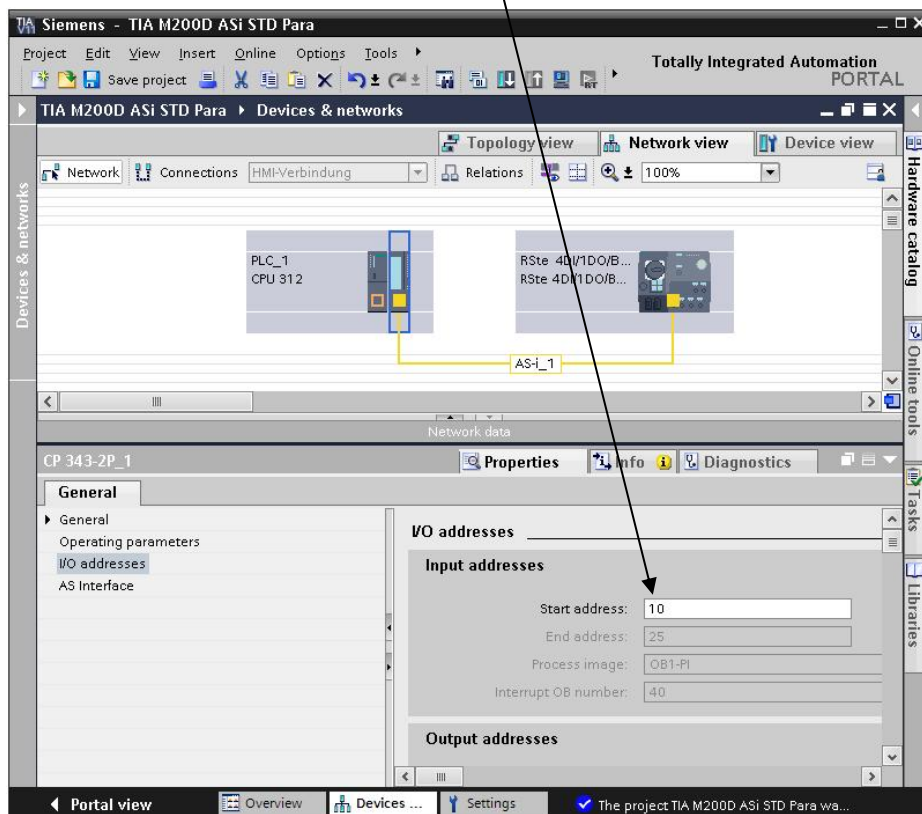 Siemens - TIA M200D ASi STD Para
Project Edit View Insert Online Options Tools
Totally Integrated Automation
PORTAL
Save project
TIA M200D ASi STD Para Devices & networks
Topology view Network view Device view
Network Connections HMI-Verbindung Relations 100%
Devices & networks
PLC_1
CPU 312
RSte 4DI/1DO/B...
RSte 4DI/1DO/B...
AS-i_1
Network data
CP 343-2P_1
Properties Info Diagnostics
General
General
Operating parameters
I/O addresses
AS Interface
I/O addresses
Input addresses
Start address: 10
End address: 25
Process image: OB1-PI
Interrupt OB number: 40
Output addresses
Hardware catalog
Online tools
Tasks
Libraries
Portal view Overview Devices ... Settings The project TIA M200D ASi STD Para wa...